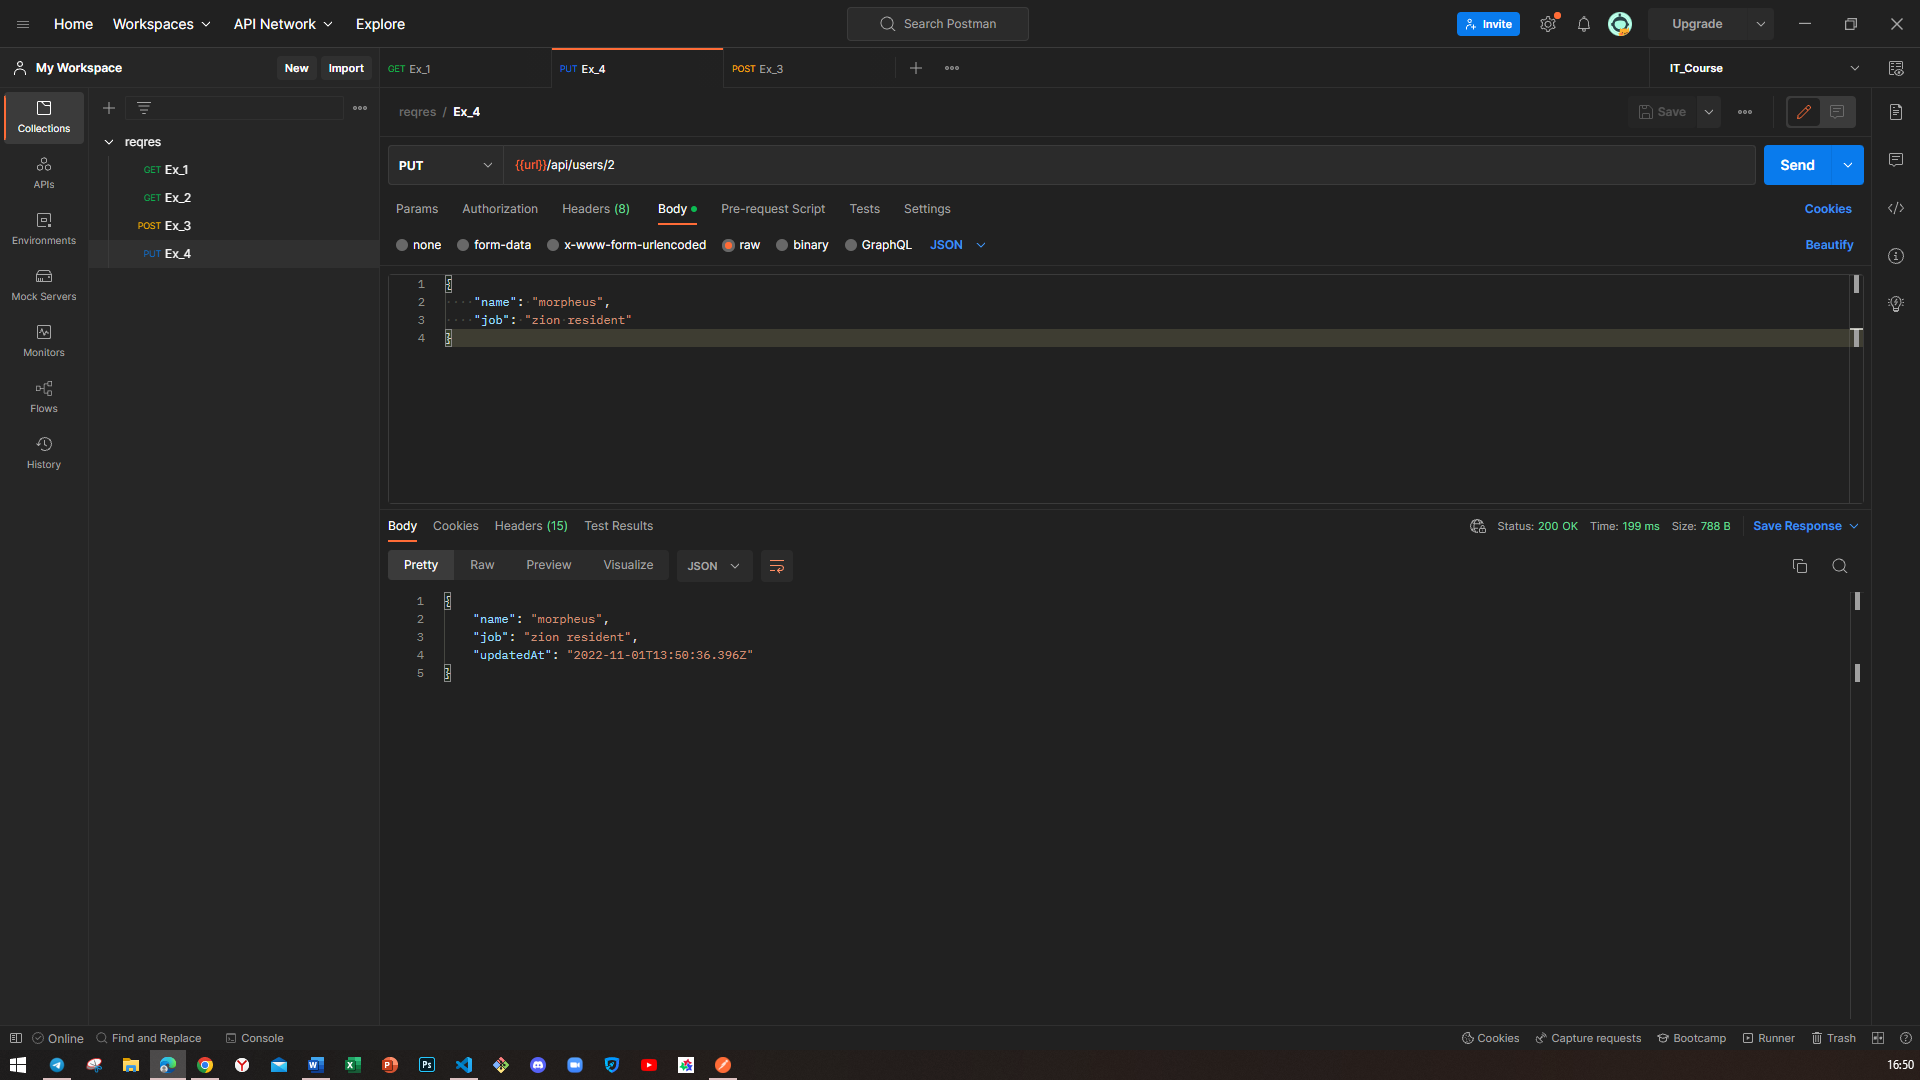 Home Workspaces API Network Explore Search Postman Invite Upgrade
My Workspace New Import GET Ex_1 PUT Ex_4 POST Ex_3 IT_Course
Collections
APIs
Environments
Mock Servers
Monitors
Flows
History
reqres
GET Ex_1
GET Ex_2
POST Ex_3
PUT Ex_4
reqres / Ex_4 Save
PUT {{url}}/api/users/2 Send
Params Authorization Headers (8) Body Pre-request Script Tests Settings Cookies
none form-data x-www-form-urlencoded raw binary GraphQL JSON Beautify
1 {
2 "name": "morpheus",
3 "job": "zion resident"
4 }
Body Cookies Headers (15) Test Results Status: 200 OK Time: 199 ms Size: 788 B Save Response
Pretty Raw Preview Visualize JSON
1 {
2 "name": "morpheus",
3 "job": "zion resident",
4 "updatedAt": "2022-11-01T13:50:36.396Z"
5 }
Online Find and Replace Console Cookies Capture requests Bootcamp Runner Trash
16:50